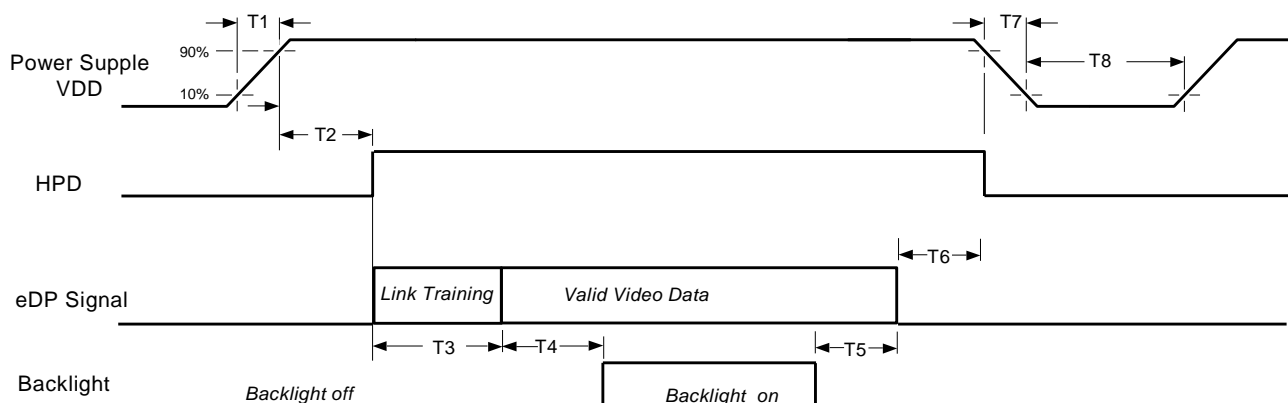 T1
T7
90%
T8
Power Supple
VDD
10%
T2
HPD
T6
Link Training
Valid Video Data
eDP Signal
T3
T4
T5
Backlight
Backlight off
Backlight on